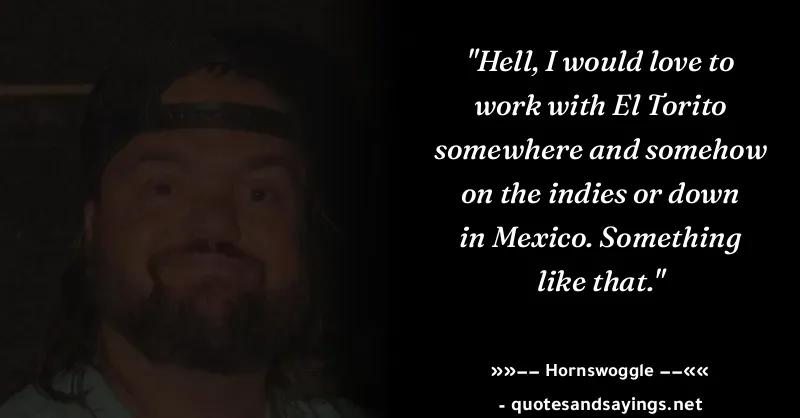 "Hell, I would love to
work with El Torito
somewhere and somehow
on the indies or down
in Mexico. Something
like that."
»»−− Hornswoggle −−««
- quotesandsayings.net